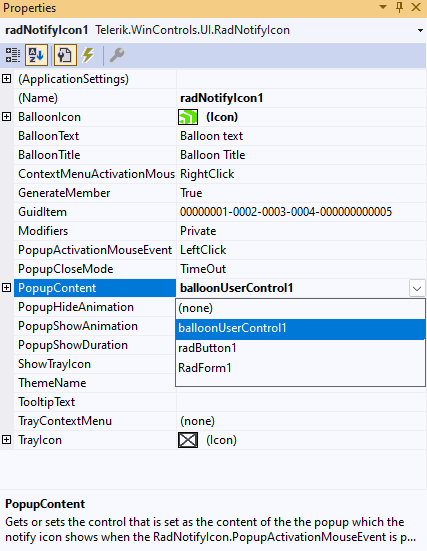 Properties
radNotifyIcon1 Telerik.WinControls.UI.RadNotifyIcon
(ApplicationSettings)
(Name) radNotifyIcon1
BalloonIcon (Icon)
BalloonText Balloon text
BalloonTitle Balloon Title
ContextMenuActivationMous RightClick
GenerateMember True
GuidItem 00000001-0002-0003-0004-000000000005
Modifiers Private
PopupActivationMouseEvent LeftClick
PopupCloseMode TimeOut
PopupContent balloonUserControl1
PopupHideAnimation (none)
PopupShowAnimation balloonUserControl1
PopupShowDuration radButton1
ShowTrayIcon RadForm1
ThemeName
TooltipText
TrayContextMenu (none)
TrayIcon (Icon)
PopupContent
Gets or sets the control that is set as the content of the the popup which the
notify icon shows when the RadNotifyIcon.PopupActivationMouseEvent is p...